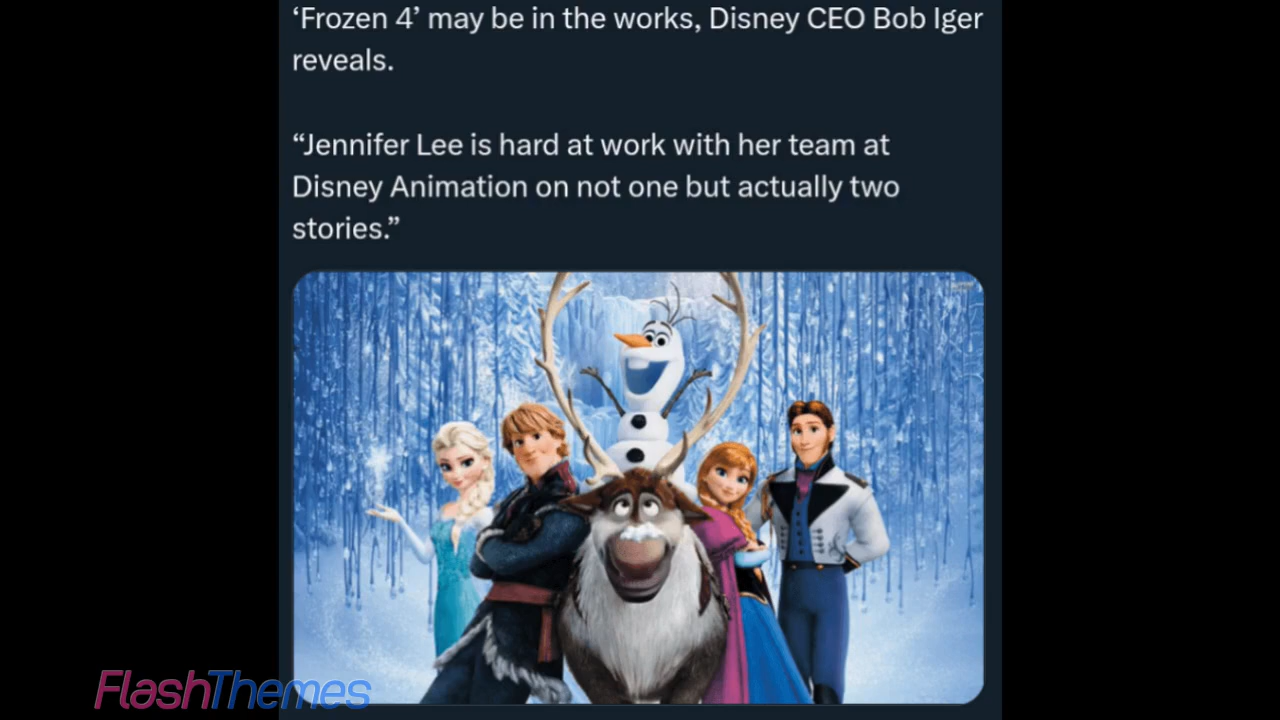 ‘Frozen 4’ may be in the works, Disney CEO Bob Iger
reveals.
“Jennifer Lee is hard at work with her team at
Disney Animation on not one but actually two
stories.”
FlashThemes